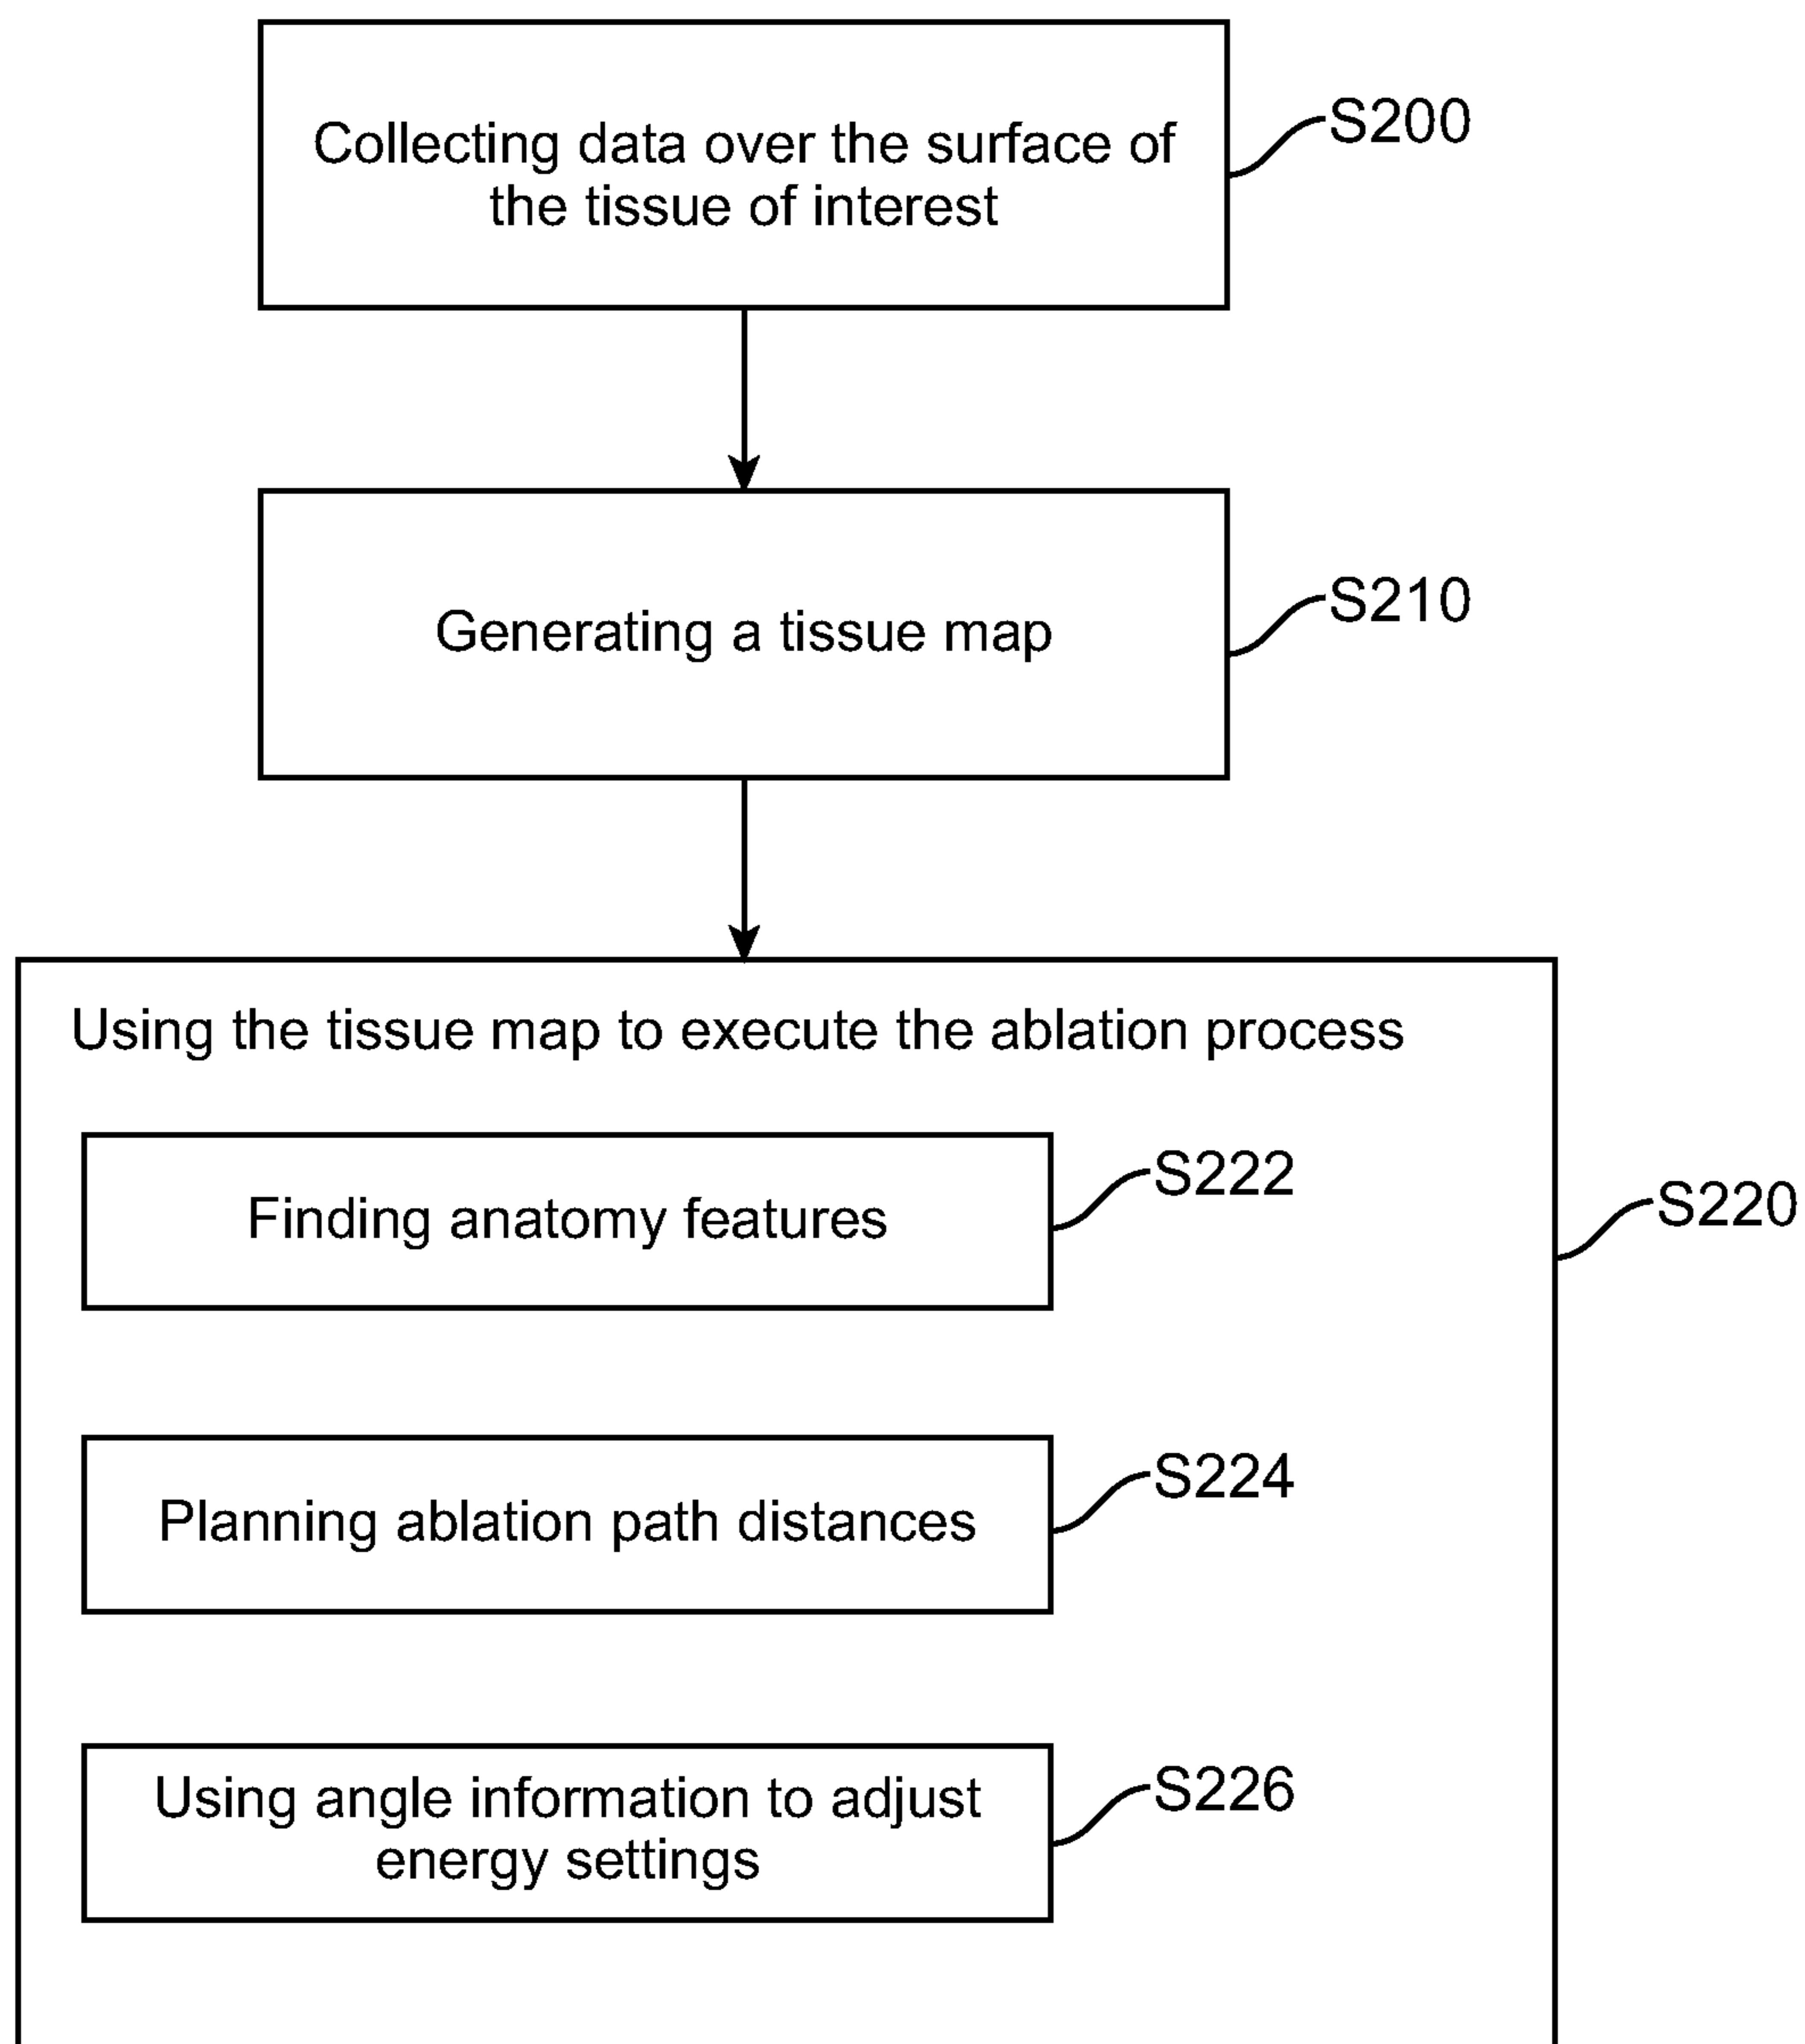 Collecting data over the surface of
the tissue of interest
S200
Generating a tissue map
S210
Using the tissue map to execute the ablation process
S220
Finding anatomy features
S222
Planning ablation path distances
S224
Using angle information to adjust
energy settings
S226